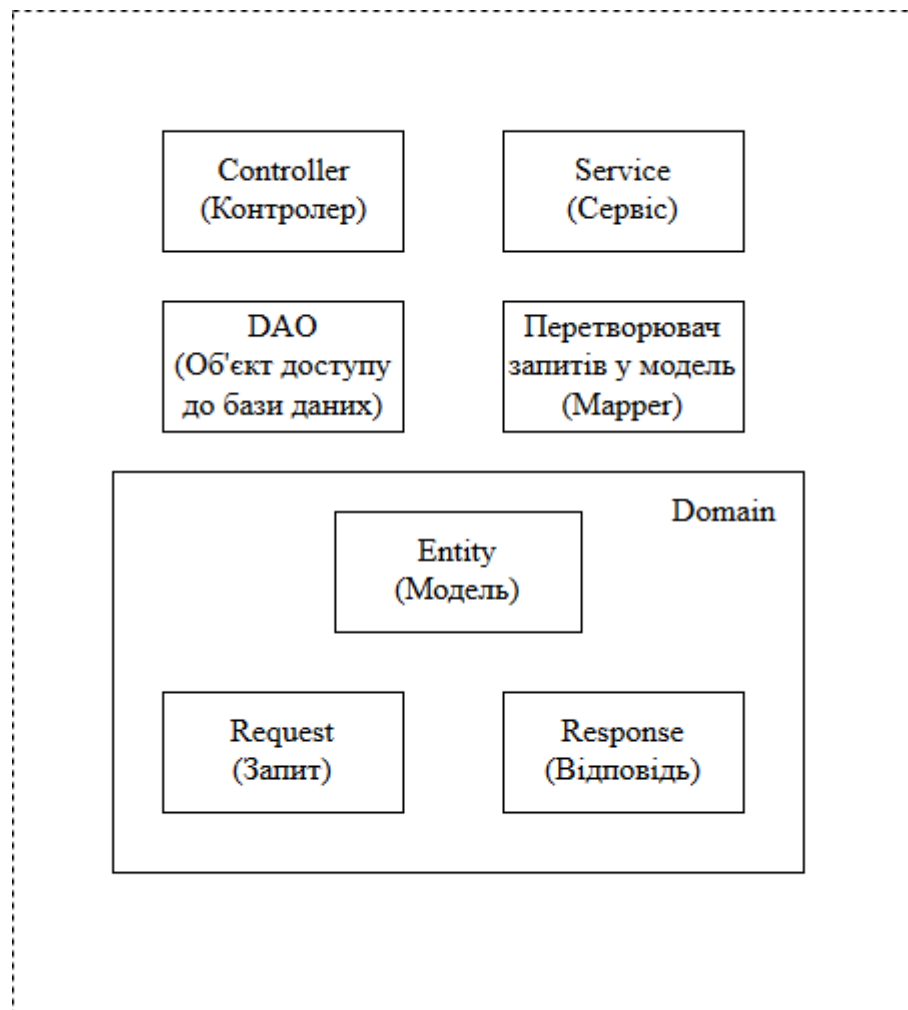 Controller
(Контролер)
Service
(Сервіс)
DAO
(Об'єкт доступу
до бази даних)
Перетворювач
запитів у модель
(Mapper)
Domain
Entity
(Модель)
Request
(Запит)
Response
(Відповідь)